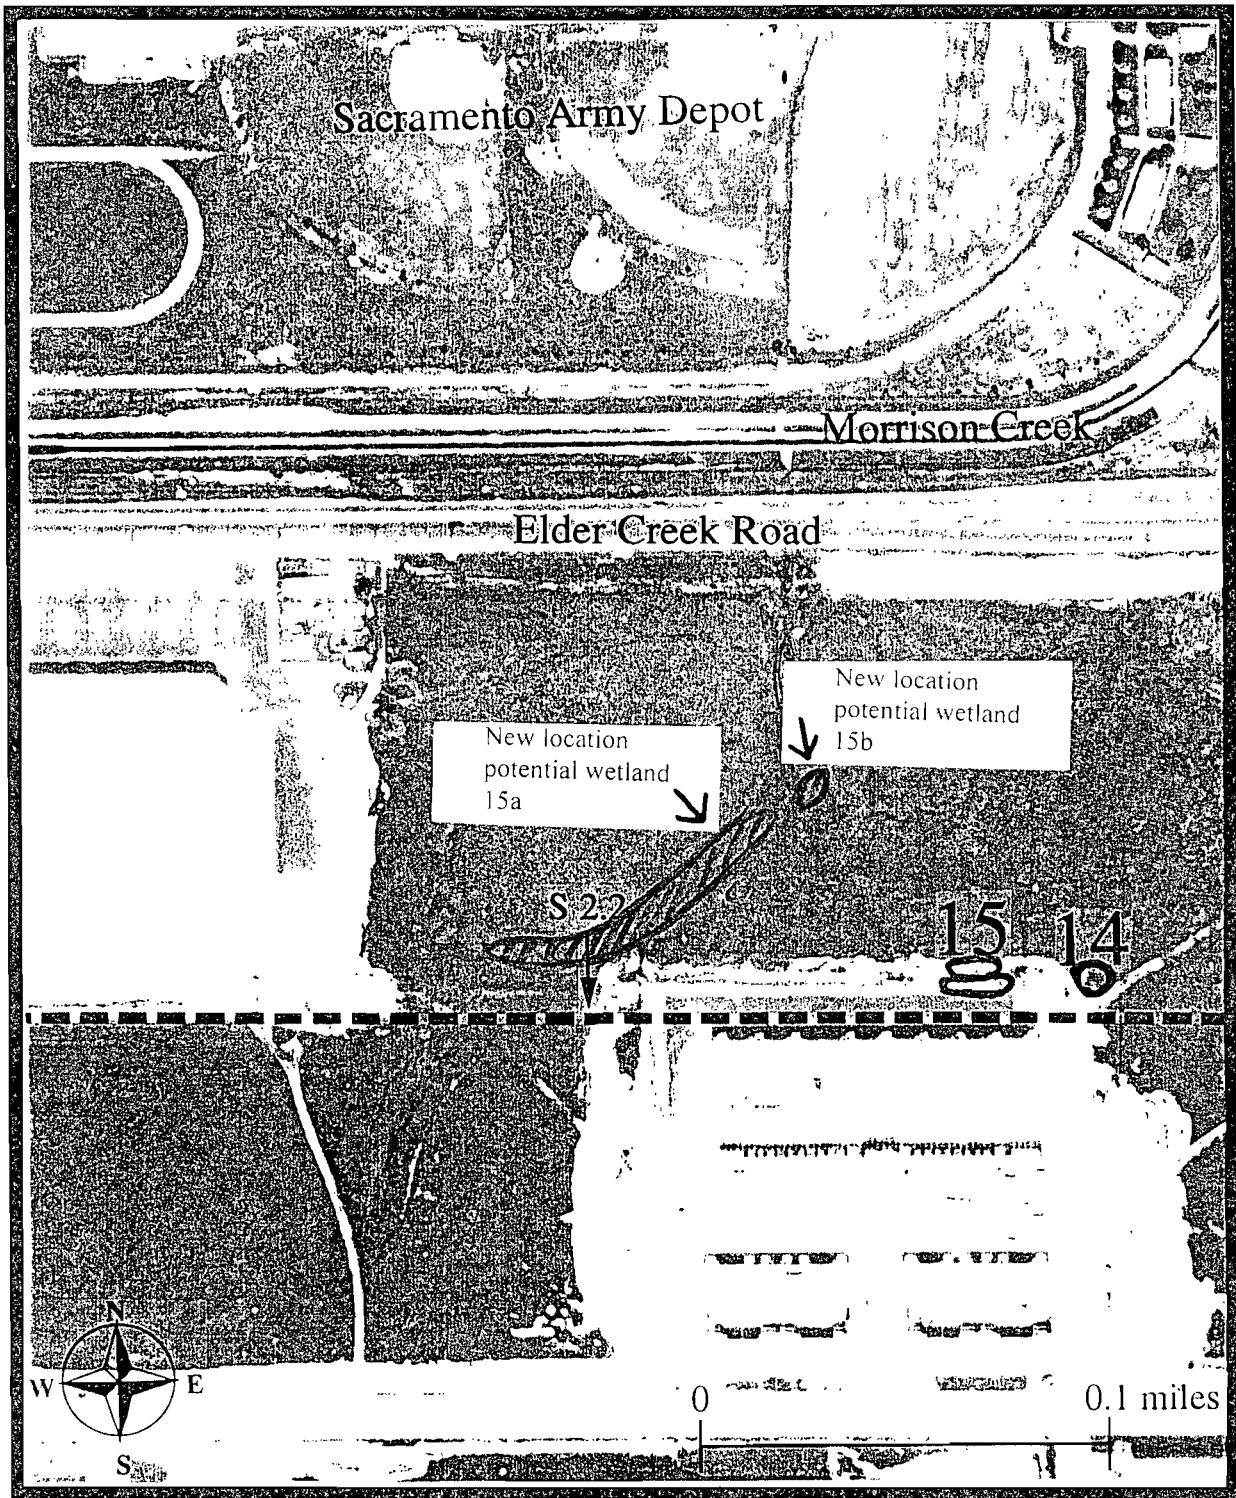 Sacramento Army Depot
Morrison Creek
Elder Creek Road
New location
potential wetland
15b
New location
potential wetland
15a
S 2.2
15
14
N
W
E
S
0
0.1 miles